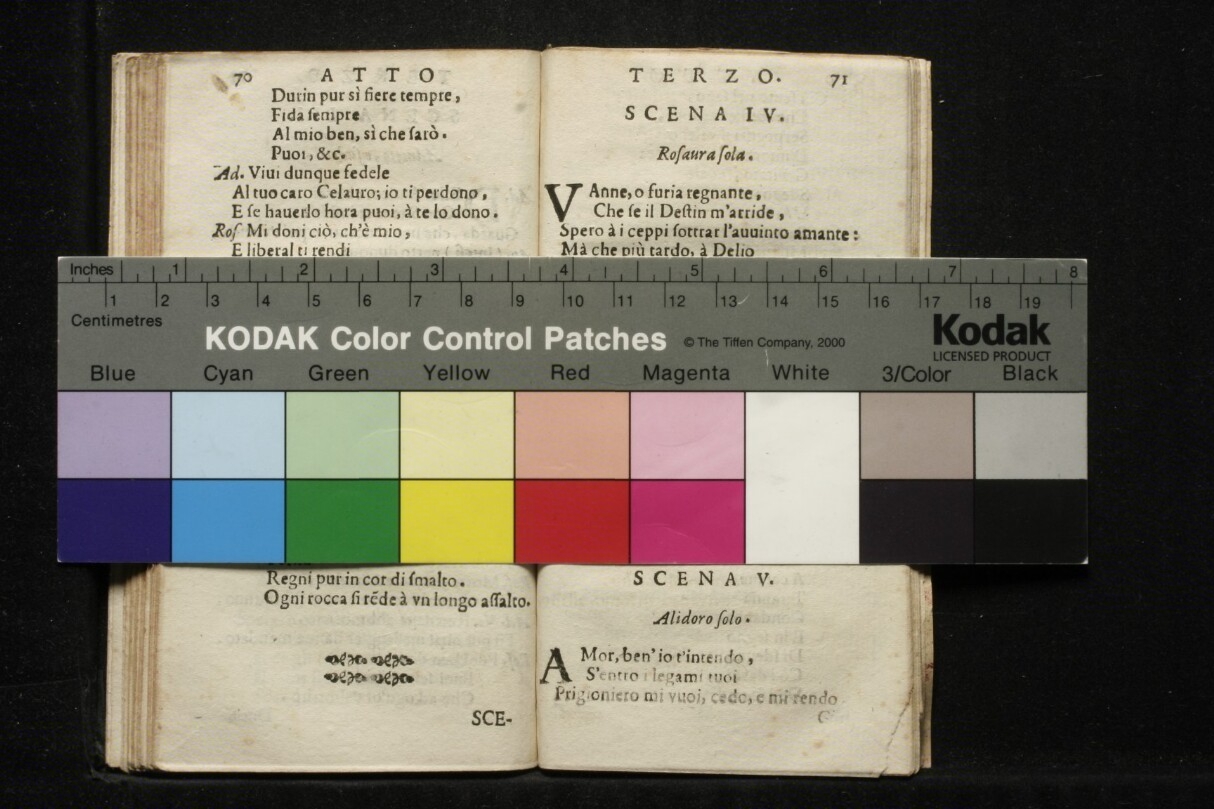 70 ATTO
Durin pur sì fiere tempre,
Fida sempre
Al mio ben, sì che sarò.
Puoi, &c.
Ad. Viui dunque fedele
Al tuo caro Celauro; io ti perdono,
E se hauerlo hora puoi, à te lo dono.
Ros Mi doni ciò, ch'è mio,
E liberal ti rendi
TERZO. 71
SCENA IV.
Rosaura sola.
VAnne, o furia regnante,
Che se il Destin m'arride,
Spero à i ceppi sottrar l'auuinto amante:
Mà che più tardo, à Delio
Inches 1 2 3 4 5 6 7 8
1 2 3 4 5 6 7 8 9 10 11 12 13 14 15 16 17 18 19
Centimetres
KODAK Color Control Patches © The Tiffen Company, 2000 Kodak
LICENSED PRODUCT
Blue Cyan Green Yellow Red Magenta White 3/Color Black
Regni pur in cor di smalto.
Ogni rocca si rẽde à vn longo assalto.
SCE-
SCENA V.
Alidoro solo.
AMor, ben' io t'intendo,
S'entro i legami tuoi
Prigioniero mi vuoi, cedo, e mi rendo